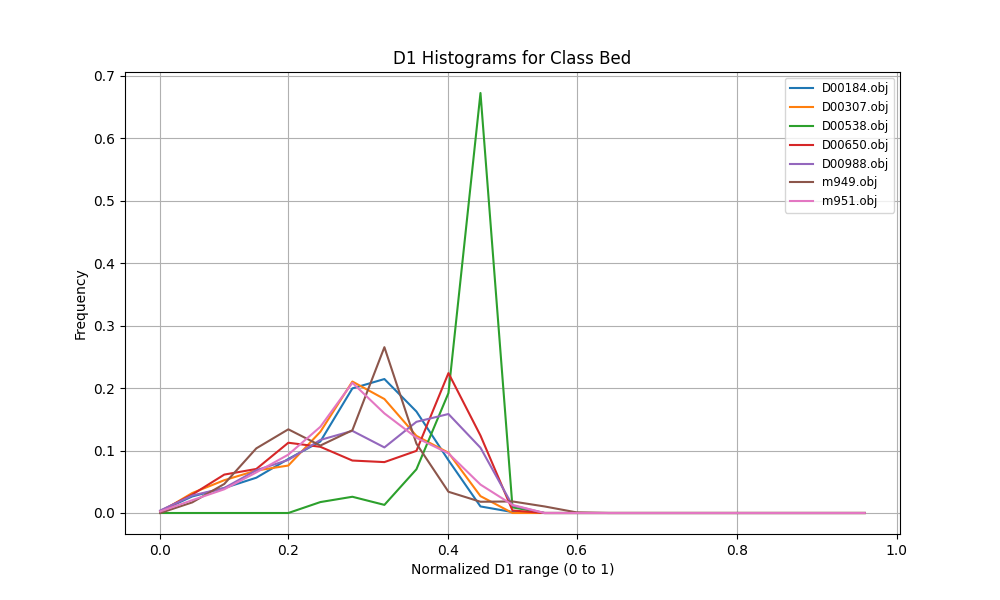 D1 Histograms for Class Bed
0.7
0.6
0.5
0.4
0.3
0.2
0.1
0.0
Frequency
D00184.obj
D00307.obj
D00538.obj
D00650.obj
D00988.obj
m949.obj
m951.obj
0.0 0.2 0.4 0.6 0.8 1.0
Normalized D1 range (0 to 1)